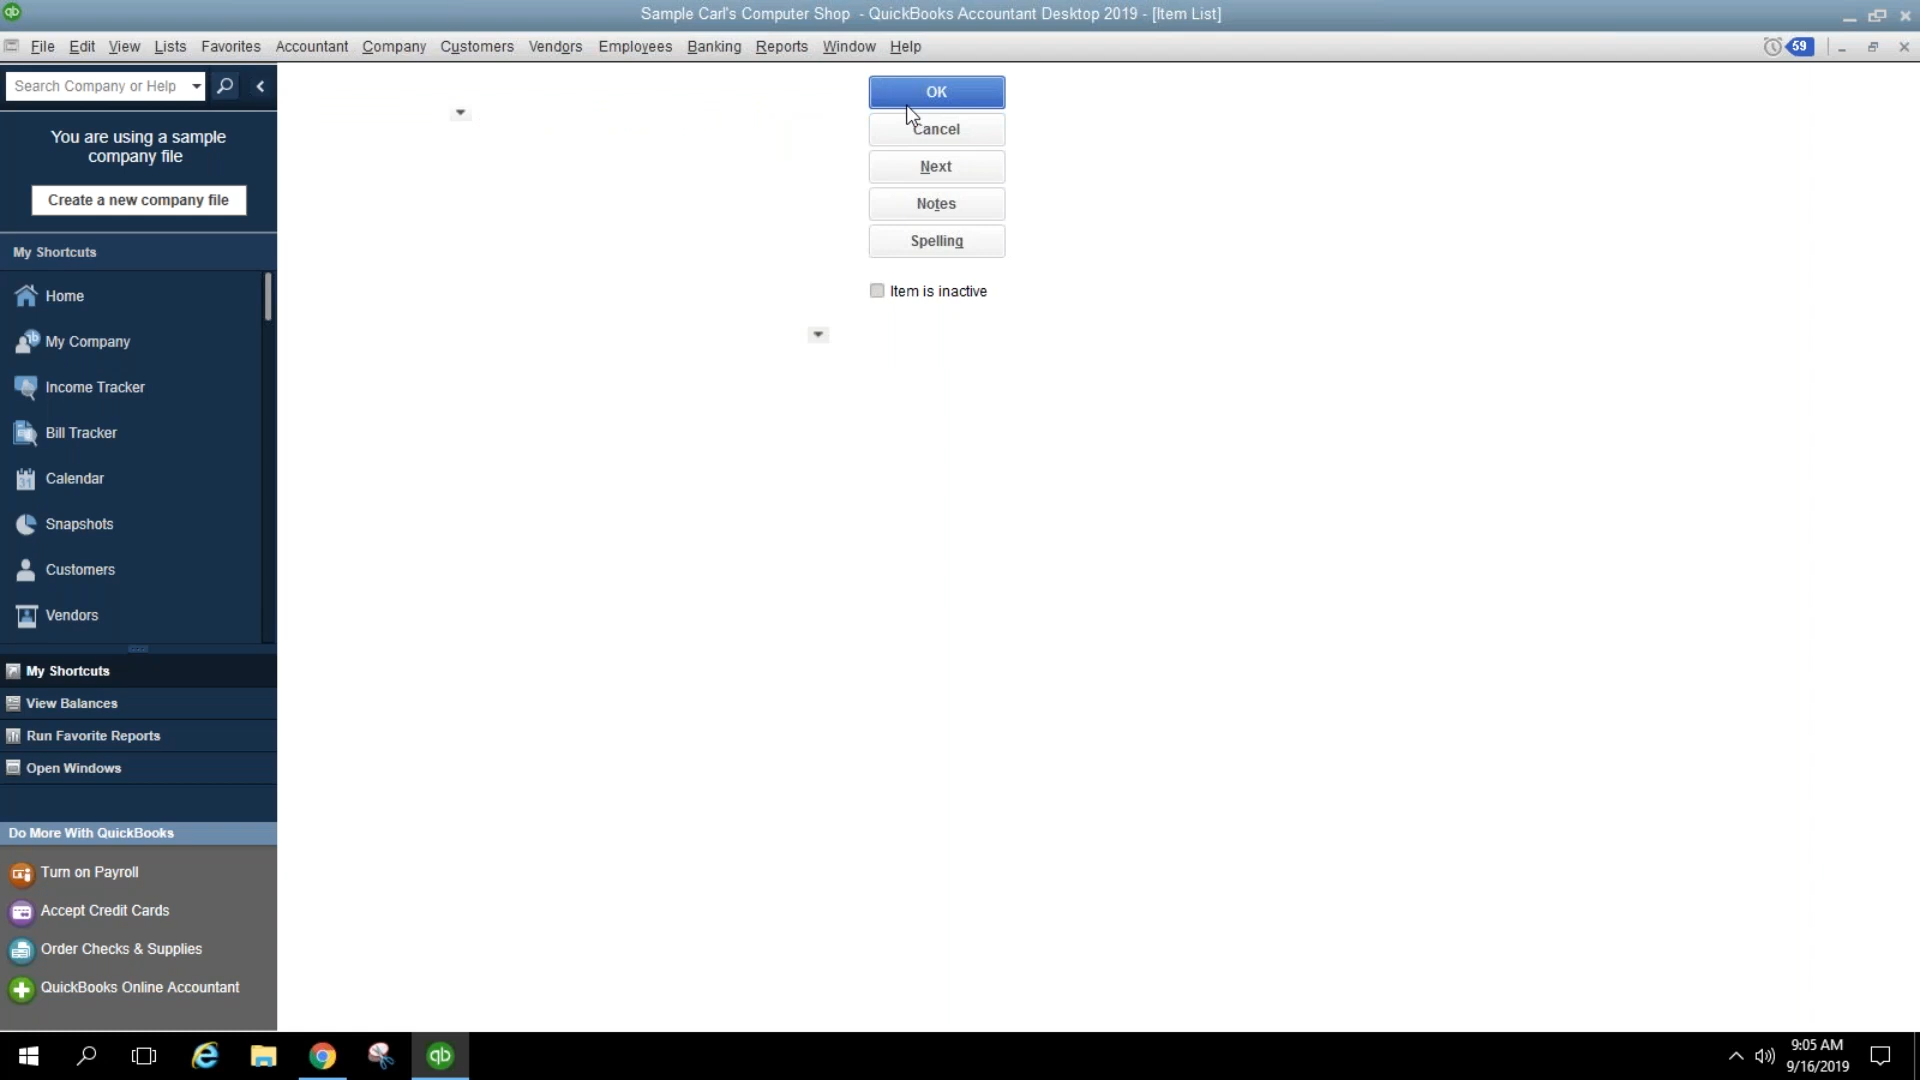 Sample Carl's Computer Shop - QuickBooks Accountant Desktop 2019 - [Item List]
File Edit View Lists Favorites Accountant Company Customers Vendors Employees Banking Reports Window Help
59
Search Company or Help
You are using a sample
company file
Create a new company file
My Shortcuts
Home
My Company
Income Tracker
Bill Tracker
Calendar
Snapshots
Customers
Vendors
My Shortcuts
View Balances
Run Favorite Reports
Open Windows
Do More With QuickBooks
Turn on Payroll
Accept Credit Cards
Order Checks & Supplies
QuickBooks Online Accountant
OK
Cancel
Next
Notes
Spelling
Item is inactive
9:05 AM
9/16/2019